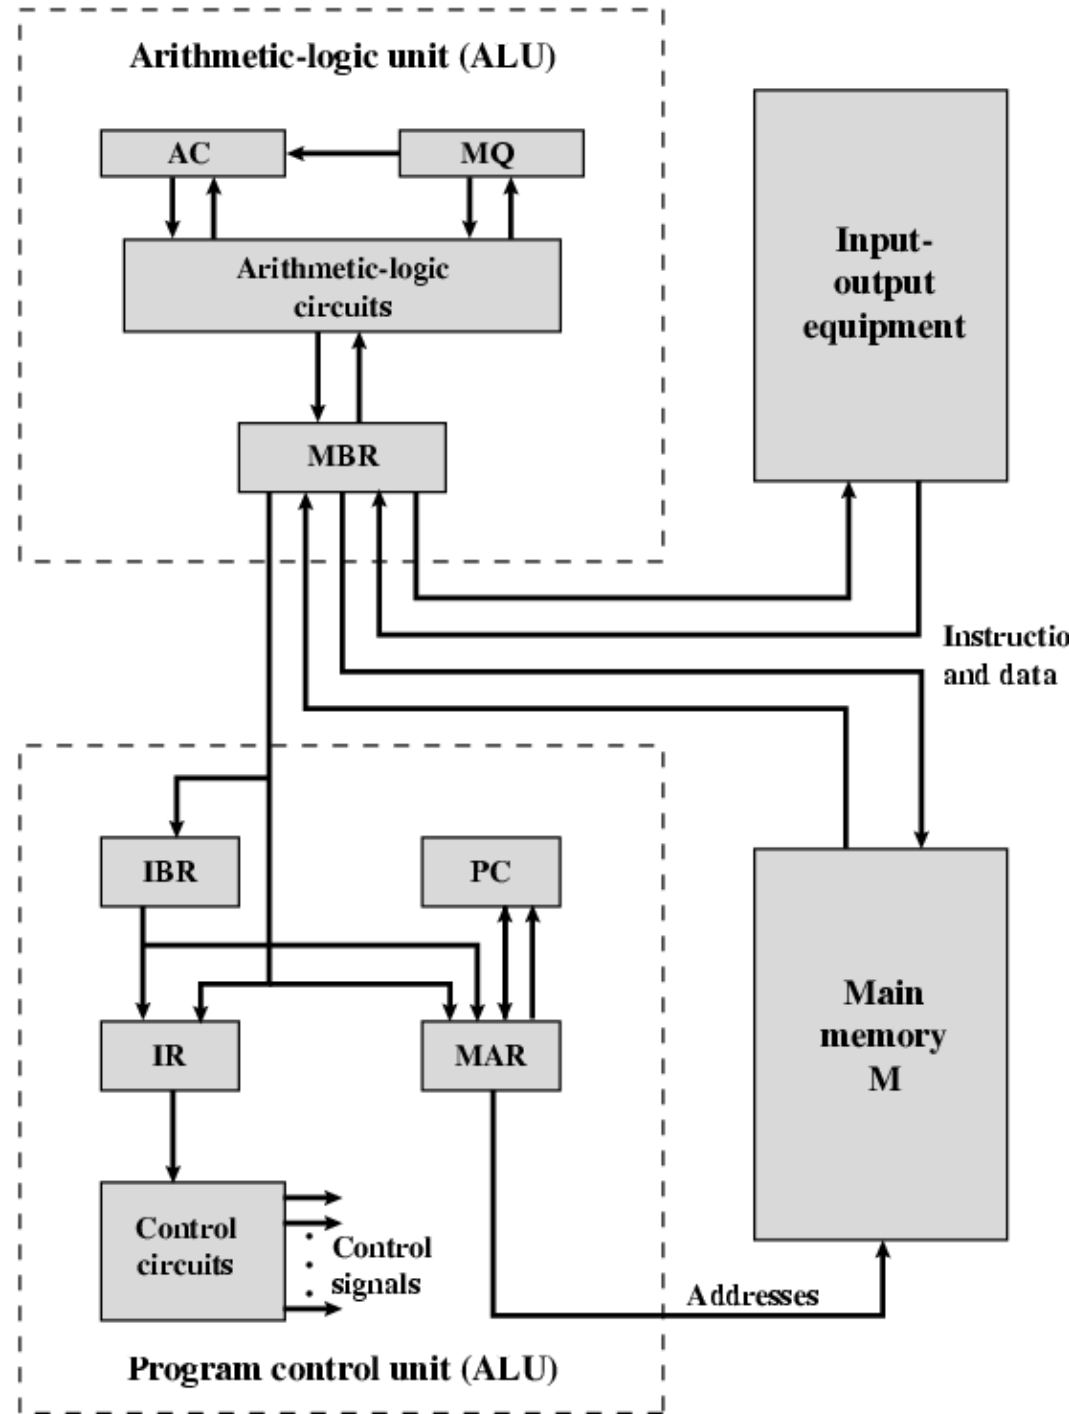 Arithmetic-logic unit (ALU)
AC
MQ
Arithmetic-logic
circuits
MBR
Input-
output
equipment
Instructio
and data
IBR
PC
IR
MAR
Main
memory
M
Control
circuits
Control
signals
Addresses
Program control unit (ALU)